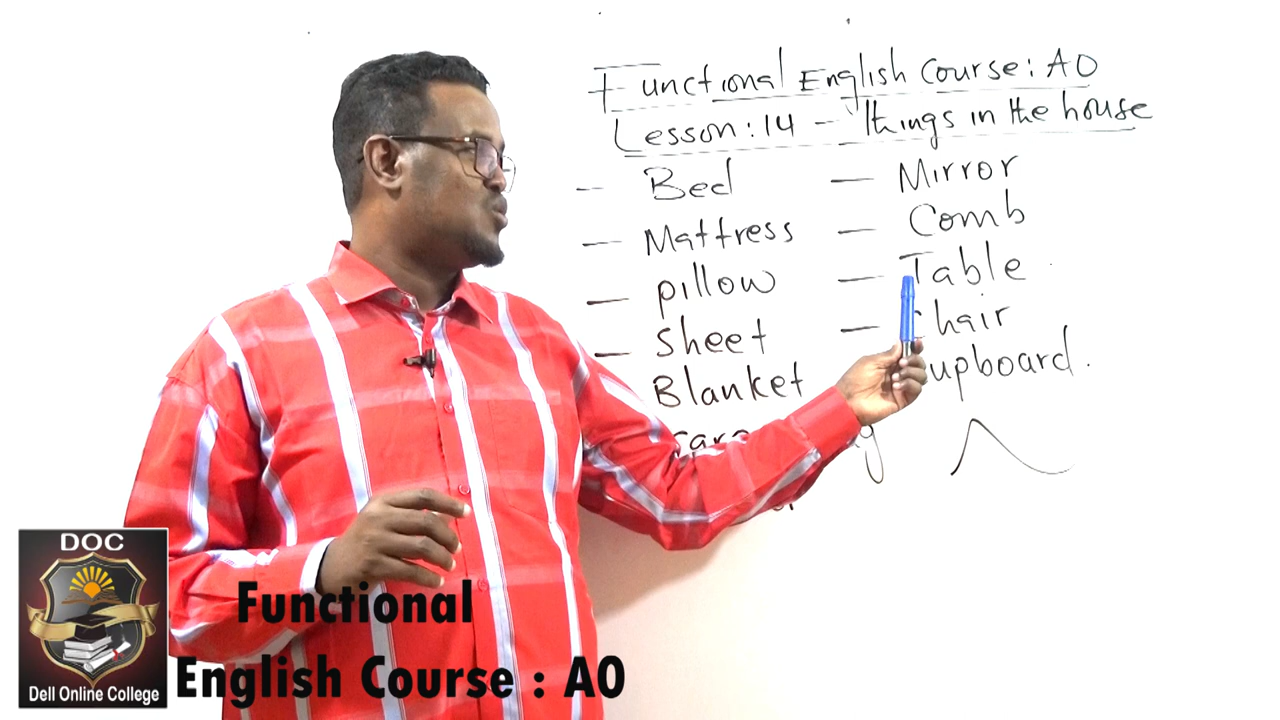 Functional English Course: A0
Lesson: 14 - Things in the house
- Bed
- Mattress
- pillow
- sheet
Blanket
- Mirror
- Comb
- Table
- chair
upboard.
DOC
Dell Online College
Functional
English Course : A0